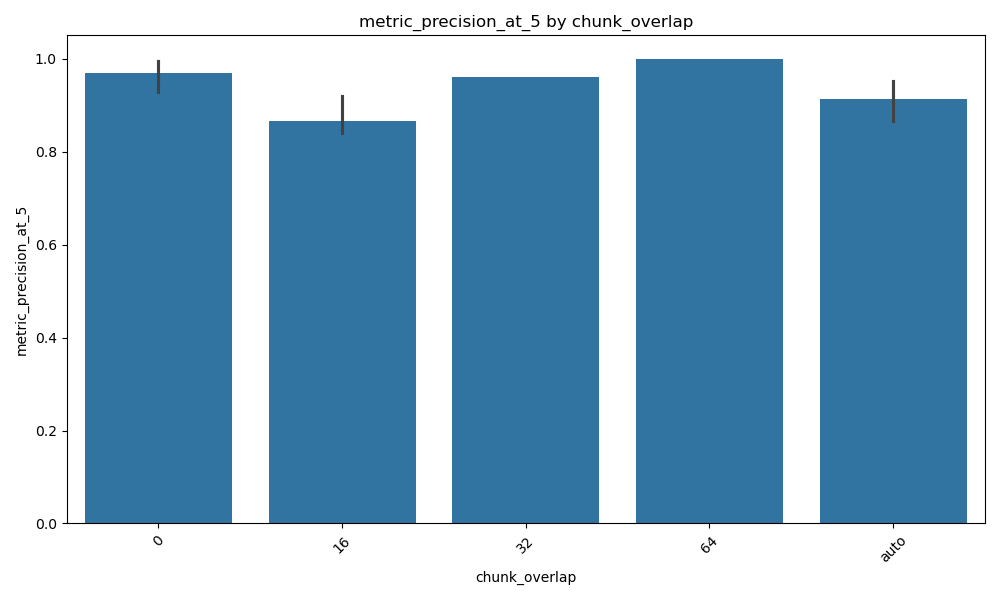 metric_precision_at_5 by chunk_overlap
metric_precision_at_5
1.0
0.8
0.6
0.4
0.2
0.0
0
16
32
64
auto
chunk_overlap